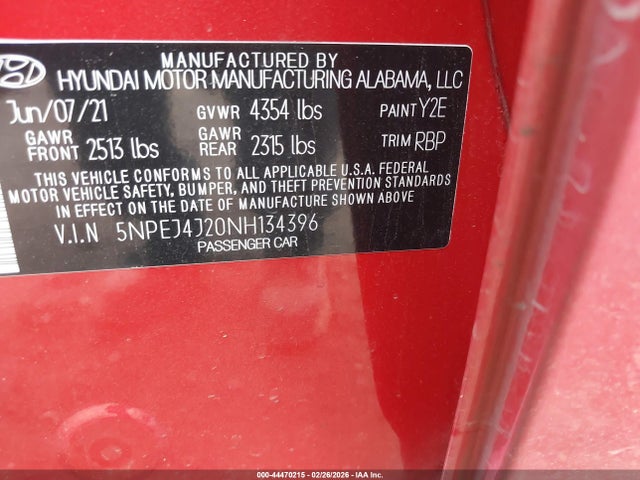 MANUFACTURED BY
HYUNDAI MOTOR MANUFACTURING ALABAMA, LLC
Jun/07/21 GVWR 4354 lbs PAINT Y2E
GAWR FRONT 2513 lbs GAWR REAR 2315 lbs TRIM RBP
THIS VEHICLE CONFORMS TO ALL APPLICABLE U.S.A. FEDERAL
MOTOR VEHICLE SAFETY, BUMPER, AND THEFT PREVENTION STANDARDS
IN EFFECT ON THE DATE OF MANUFACTURE SHOWN ABOVE
V.I.N 5NPEJ4J20NH134396
PASSENGER CAR
000-44470215 - 02/26/2026 - IAA Inc.